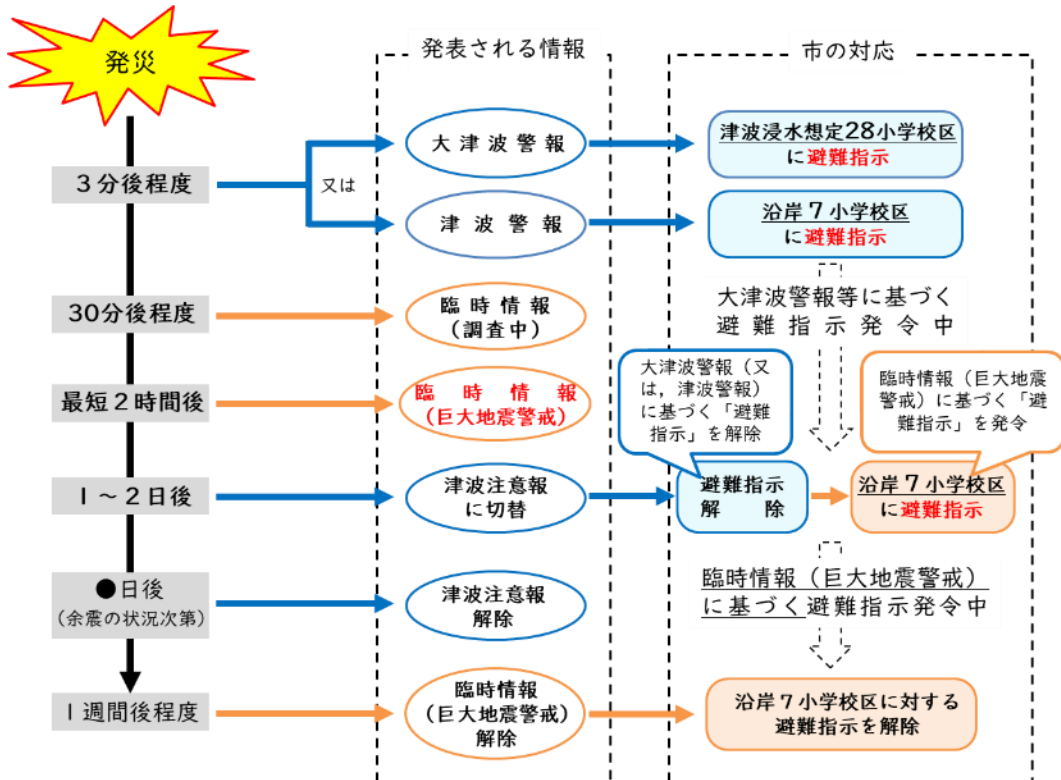 発災
発表される情報
市の対応
3分後程度
又は
大津波警報
津波浸水想定28小学校区
に避難指示
津波警報
沿岸7小学校区
に避難指示
大津波警報等に基づく
避難指示発令中
30分後程度
臨時情報
（調査中）
最短2時間後
臨時情報
（巨大地震警戒）
大津波警報（又
は，津波警報）
に基づく「避難
指示」を解除
臨時情報（巨大地震
警戒）に基づく「避
難指示」を発令
1～2日後
津波注意報
に切替
避難指示
解除
沿岸7小学校区
に避難指示
●日後
（余震の状況次第）
津波注意報
解除
臨時情報（巨大地震警戒）
に基づく避難指示発令中
1週間後程度
臨時情報
（巨大地震警戒）
解除
沿岸7小学校区に対する
避難指示を解除